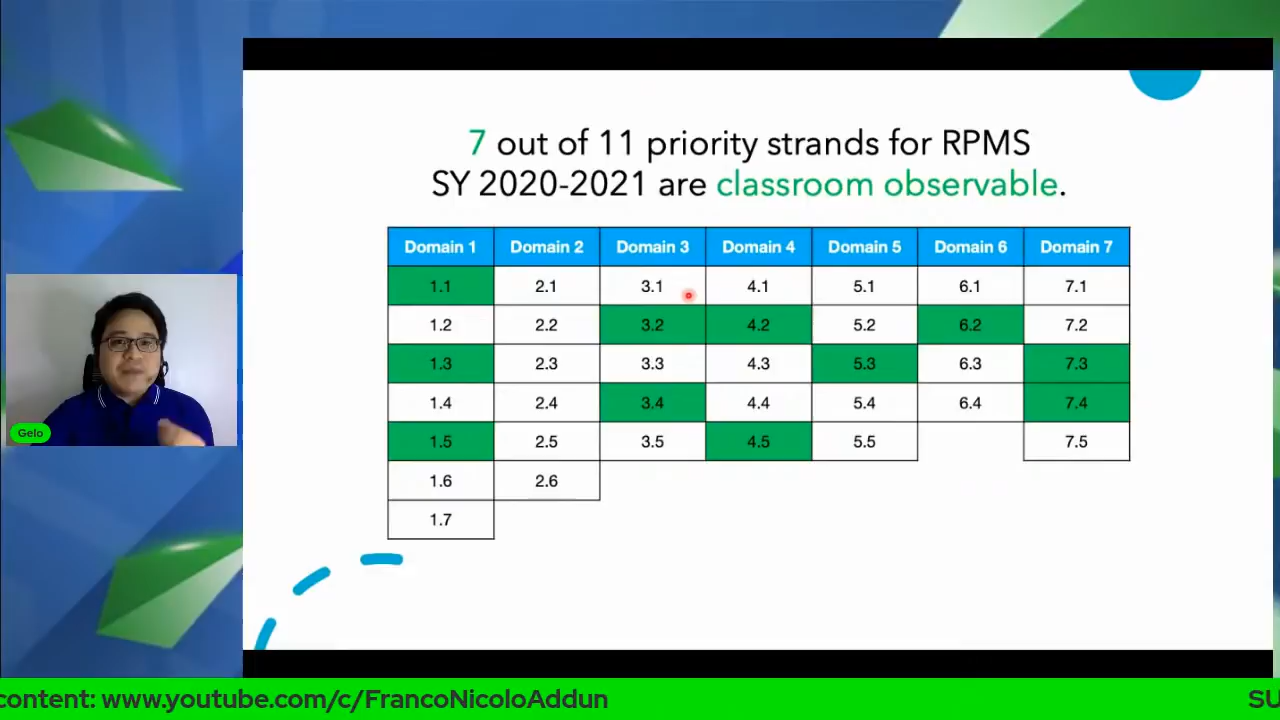 7 out of 11 priority strands for RPMS
SY 2020-2021 are classroom observable.
Domain 1 Domain 2 Domain 3 Domain 4 Domain 5 Domain 6 Domain 7
1.1 2.1 3.1 4.1 5.1 6.1 7.1
1.2 2.2 3.2 4.2 5.2 6.2 7.2
1.3 2.3 3.3 4.3 5.3 6.3 7.3
1.4 2.4 3.4 4.4 5.4 6.4 7.4
1.5 2.5 3.5 4.5 5.5 7.5
1.6 2.6
1.7
Gelo
content: www.youtube.com/c/FrancoNicoloAddun SU